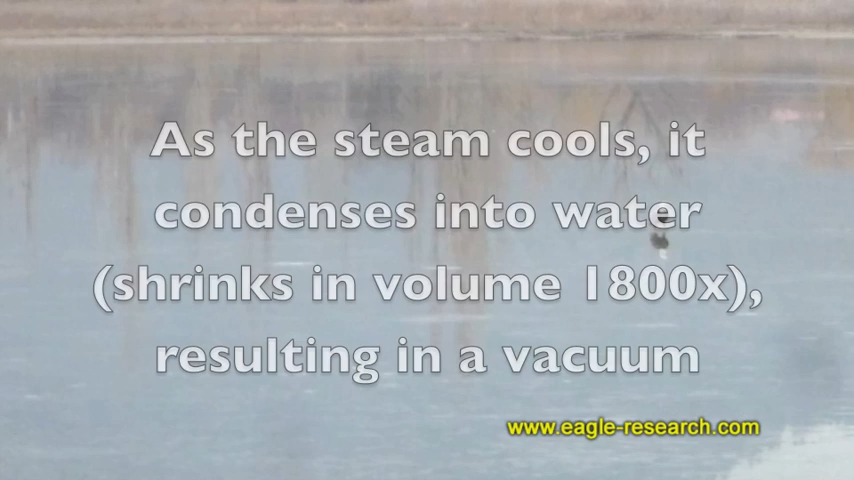 As the steam cools, it
condenses into water
(shrinks in volume 1800x),
resulting in a vacuum
www.eagle-research.com